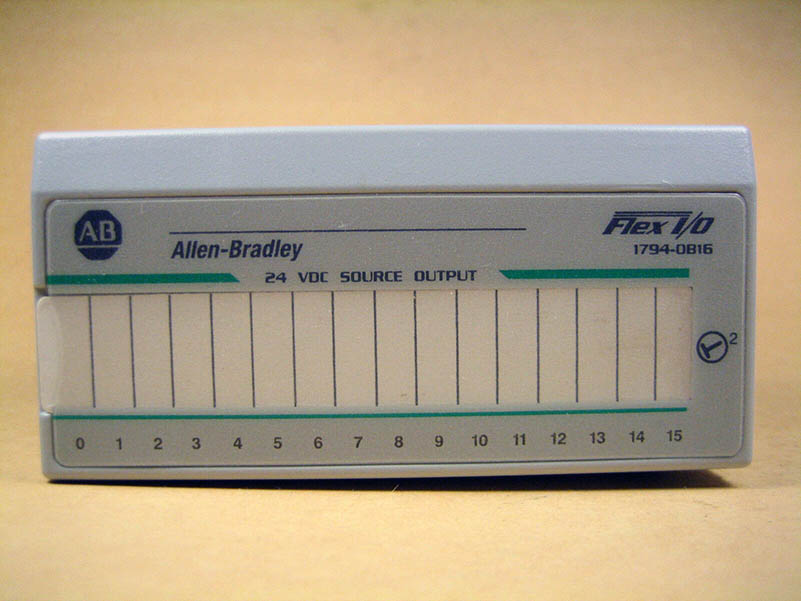 AB
Allen-Bradley
Flex I/O
1794-OB16
24 VDC SOURCE OUTPUT
2
0 1 2 3 4 5 6 7 8 9 10 11 12 13 14 15